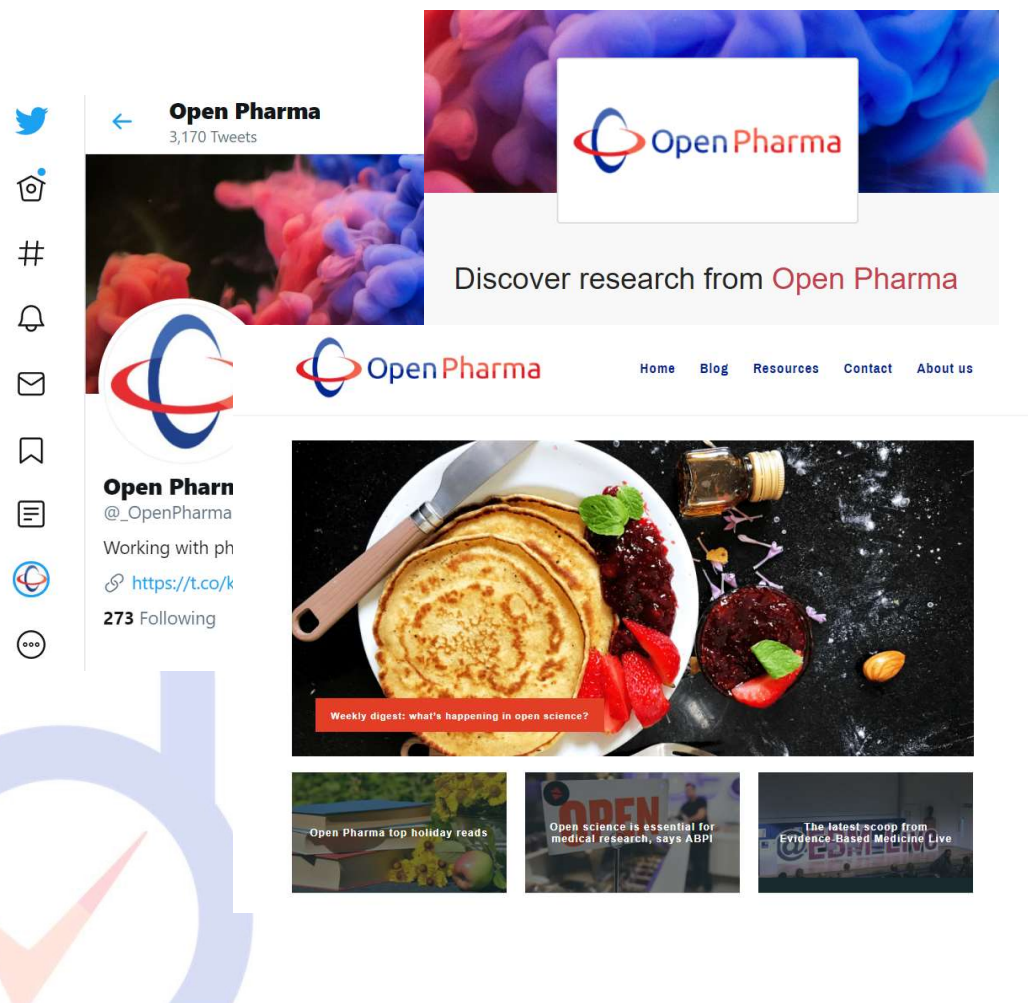 Open Pharma
3,170 Tweets
Open Pharma
Discover research from Open Pharma
Open Pharn
@_OpenPharma
Working with ph
https://t.co/k
273 Following
Open Pharma
Home Blog Resources Contact About us
Weekly digest: what's happening in open science?
Open Pharma top holiday reads
OPEN
Open science is essential for
medical research, says ABPI
The latest scoop from
Evidence-Based Medicine Live